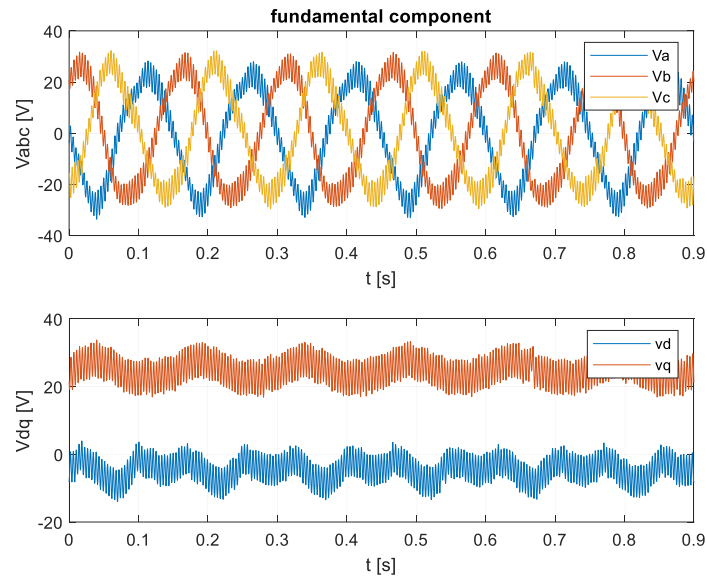 fundamental component
40
20
0
-20
-40
Vabc [V]
Va
Vb
Vc
0 0.1 0.2 0.3 0.4 0.5 0.6 0.7 0.8 0.9
t [s]
40
20
0
-20
Vdq [V]
vd
vq
0 0.1 0.2 0.3 0.4 0.5 0.6 0.7 0.8 0.9
t [s]